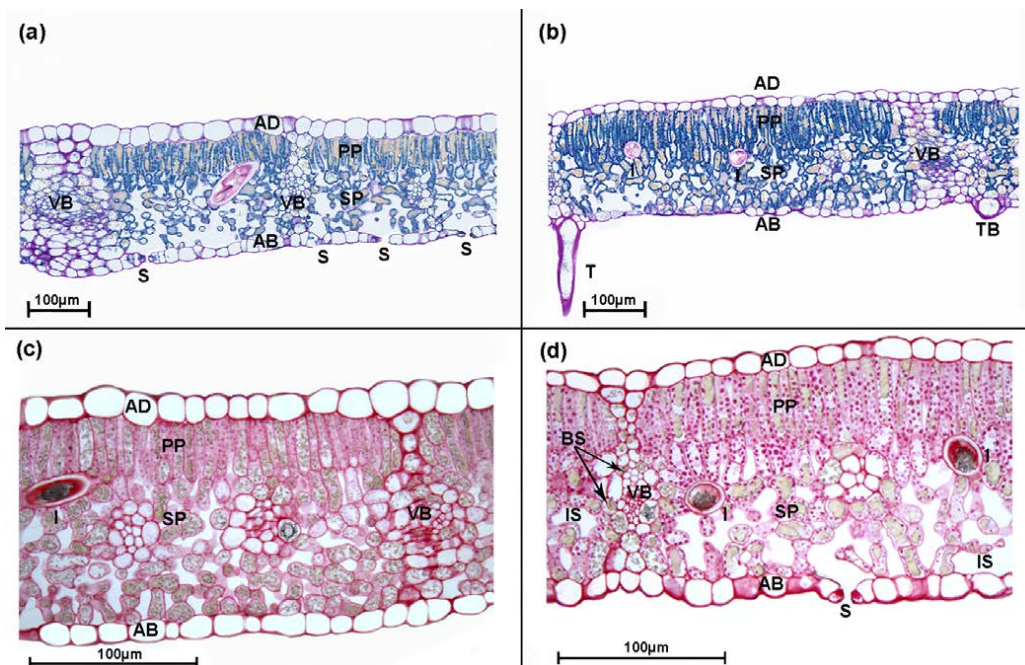 (a)
AD
PP
VB
VB
SP
AB
S
S
S
S
100µm
(b)
AD
PP
I
I
SP
VB
AB
TB
T
100µm
(c)
AD
PP
I
SP
VB
AB
100µm
(d)
AD
PP
BS
I
VB
I
IS
SP
IS
AB
S
100µm